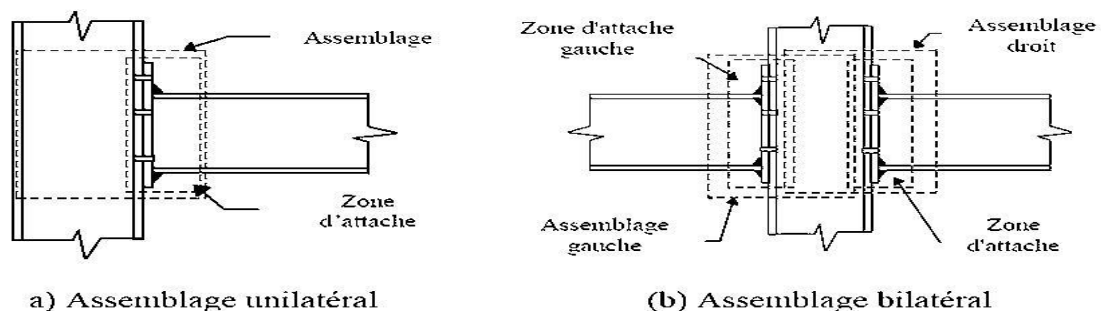 Assemblage
Zone
d'attache
a) Assemblage unilatéral
Zone d'attache
gauche
Assemblage
droit
Assemblage
gauche
Zone
d'attache
(b) Assemblage bilatéral